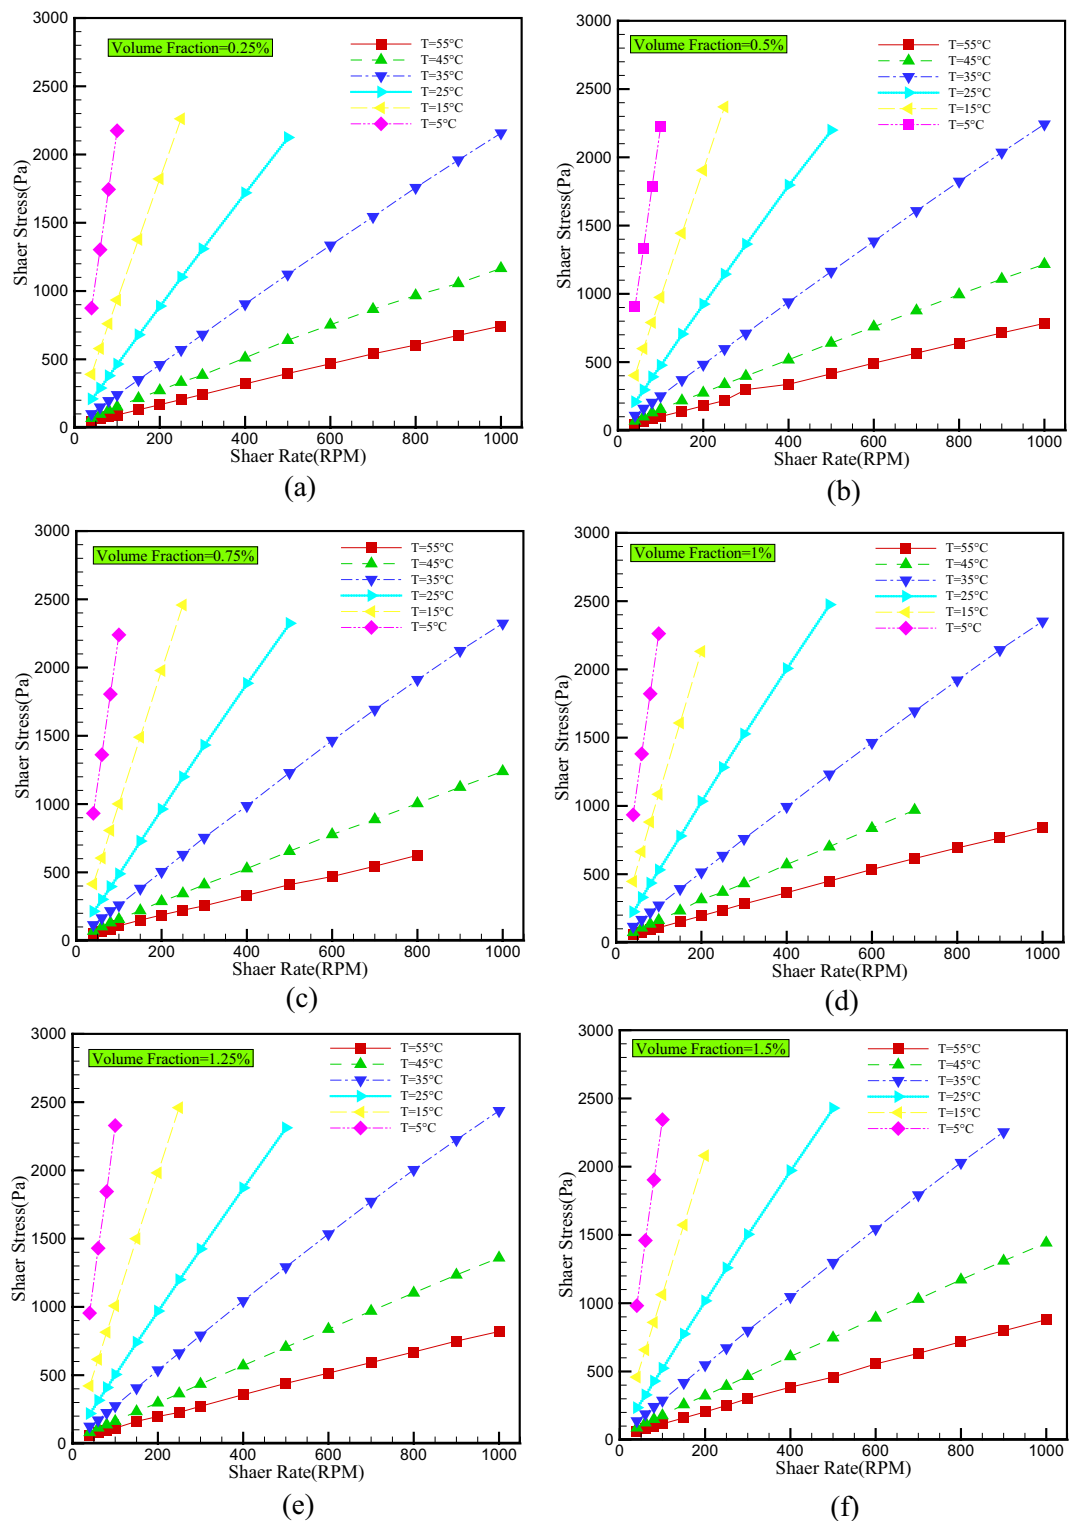 Volume Fraction=0.25%
T=55°C
T=45°C
T=35°C
T=25°C
T=15°C
T=5°C
3000
2500
2000
1500
1000
500
0
Shaer Stress(Pa)
0 200 400 600 800 1000
Shaer Rate(RPM)
(a)
Volume Fraction=0.5%
T=55°C
T=45°C
T=35°C
T=25°C
T=15°C
T=5°C
3000
2500
2000
1500
1000
500
0
Shaer Stress(Pa)
0 200 400 600 800 1000
Shaer Rate(RPM)
(b)
Volume Fraction=0.75%
T=55°C
T=45°C
T=35°C
T=25°C
T=15°C
T=5°C
3000
2500
2000
1500
1000
500
0
Shaer Stress(Pa)
0 200 400 600 800 1000
Shaer Rate(RPM)
(c)
Volume Fraction=1%
T=55°C
T=45°C
T=35°C
T=25°C
T=15°C
T=5°C
3000
2500
2000
1500
1000
500
0
Shaer Stress(Pa)
0 200 400 600 800 1000
Shaer Rate(RPM)
(d)
Volume Fraction=1.25%
T=55°C
T=45°C
T=35°C
T=25°C
T=15°C
T=5°C
3000
2500
2000
1500
1000
500
0
Shaer Stress(Pa)
0 200 400 600 800 1000
Shaer Rate(RPM)
(e)
Volume Fraction=1.5%
T=55°C
T=45°C
T=35°C
T=25°C
T=15°C
T=5°C
3000
2500
2000
1500
1000
500
0
Shaer Stress(Pa)
0 200 400 600 800 1000
Shaer Rate(RPM)
(f)